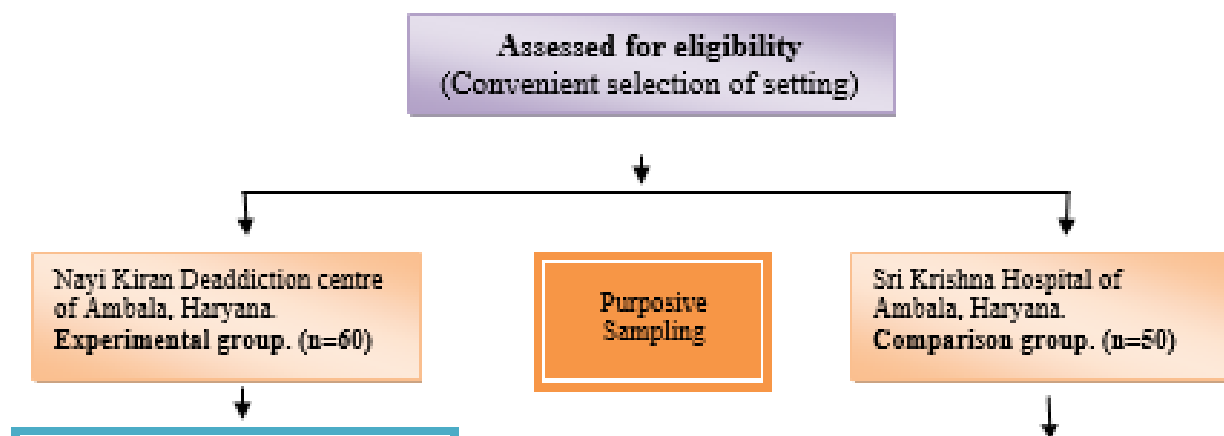 Assessed for eligibility
(Convenient selection of setting)
Nayi Kiran Deaddiction centre
of Ambala, Haryana.
Experimental group. (n=60)
Purposive
Sampling
Sri Krishna Hospital of
Ambala, Haryana.
Comparison group. (n=50)